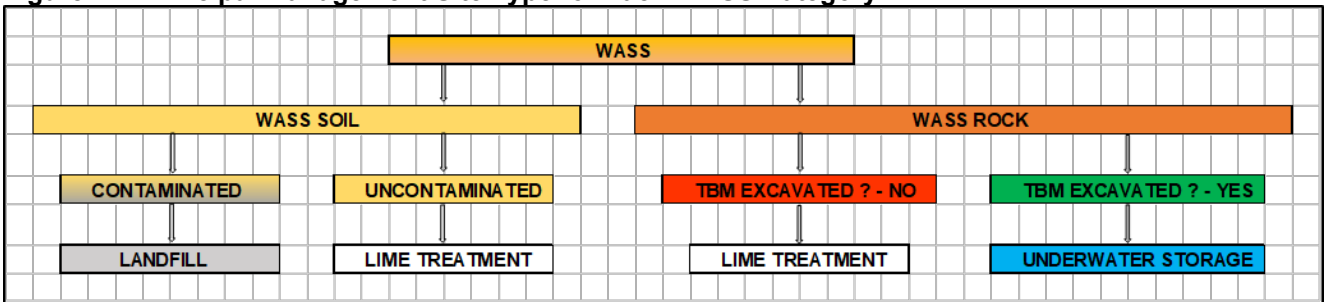 WASS
WASS SOIL
WASS ROCK
CONTAMINATED
UNCONTAMINATED
TBM EXCAVATED ? - NO
TBM EXCAVATED ? - YES
LANDFILL
LIME TREATMENT
LIME TREATMENT
UNDERWATER STORAGE